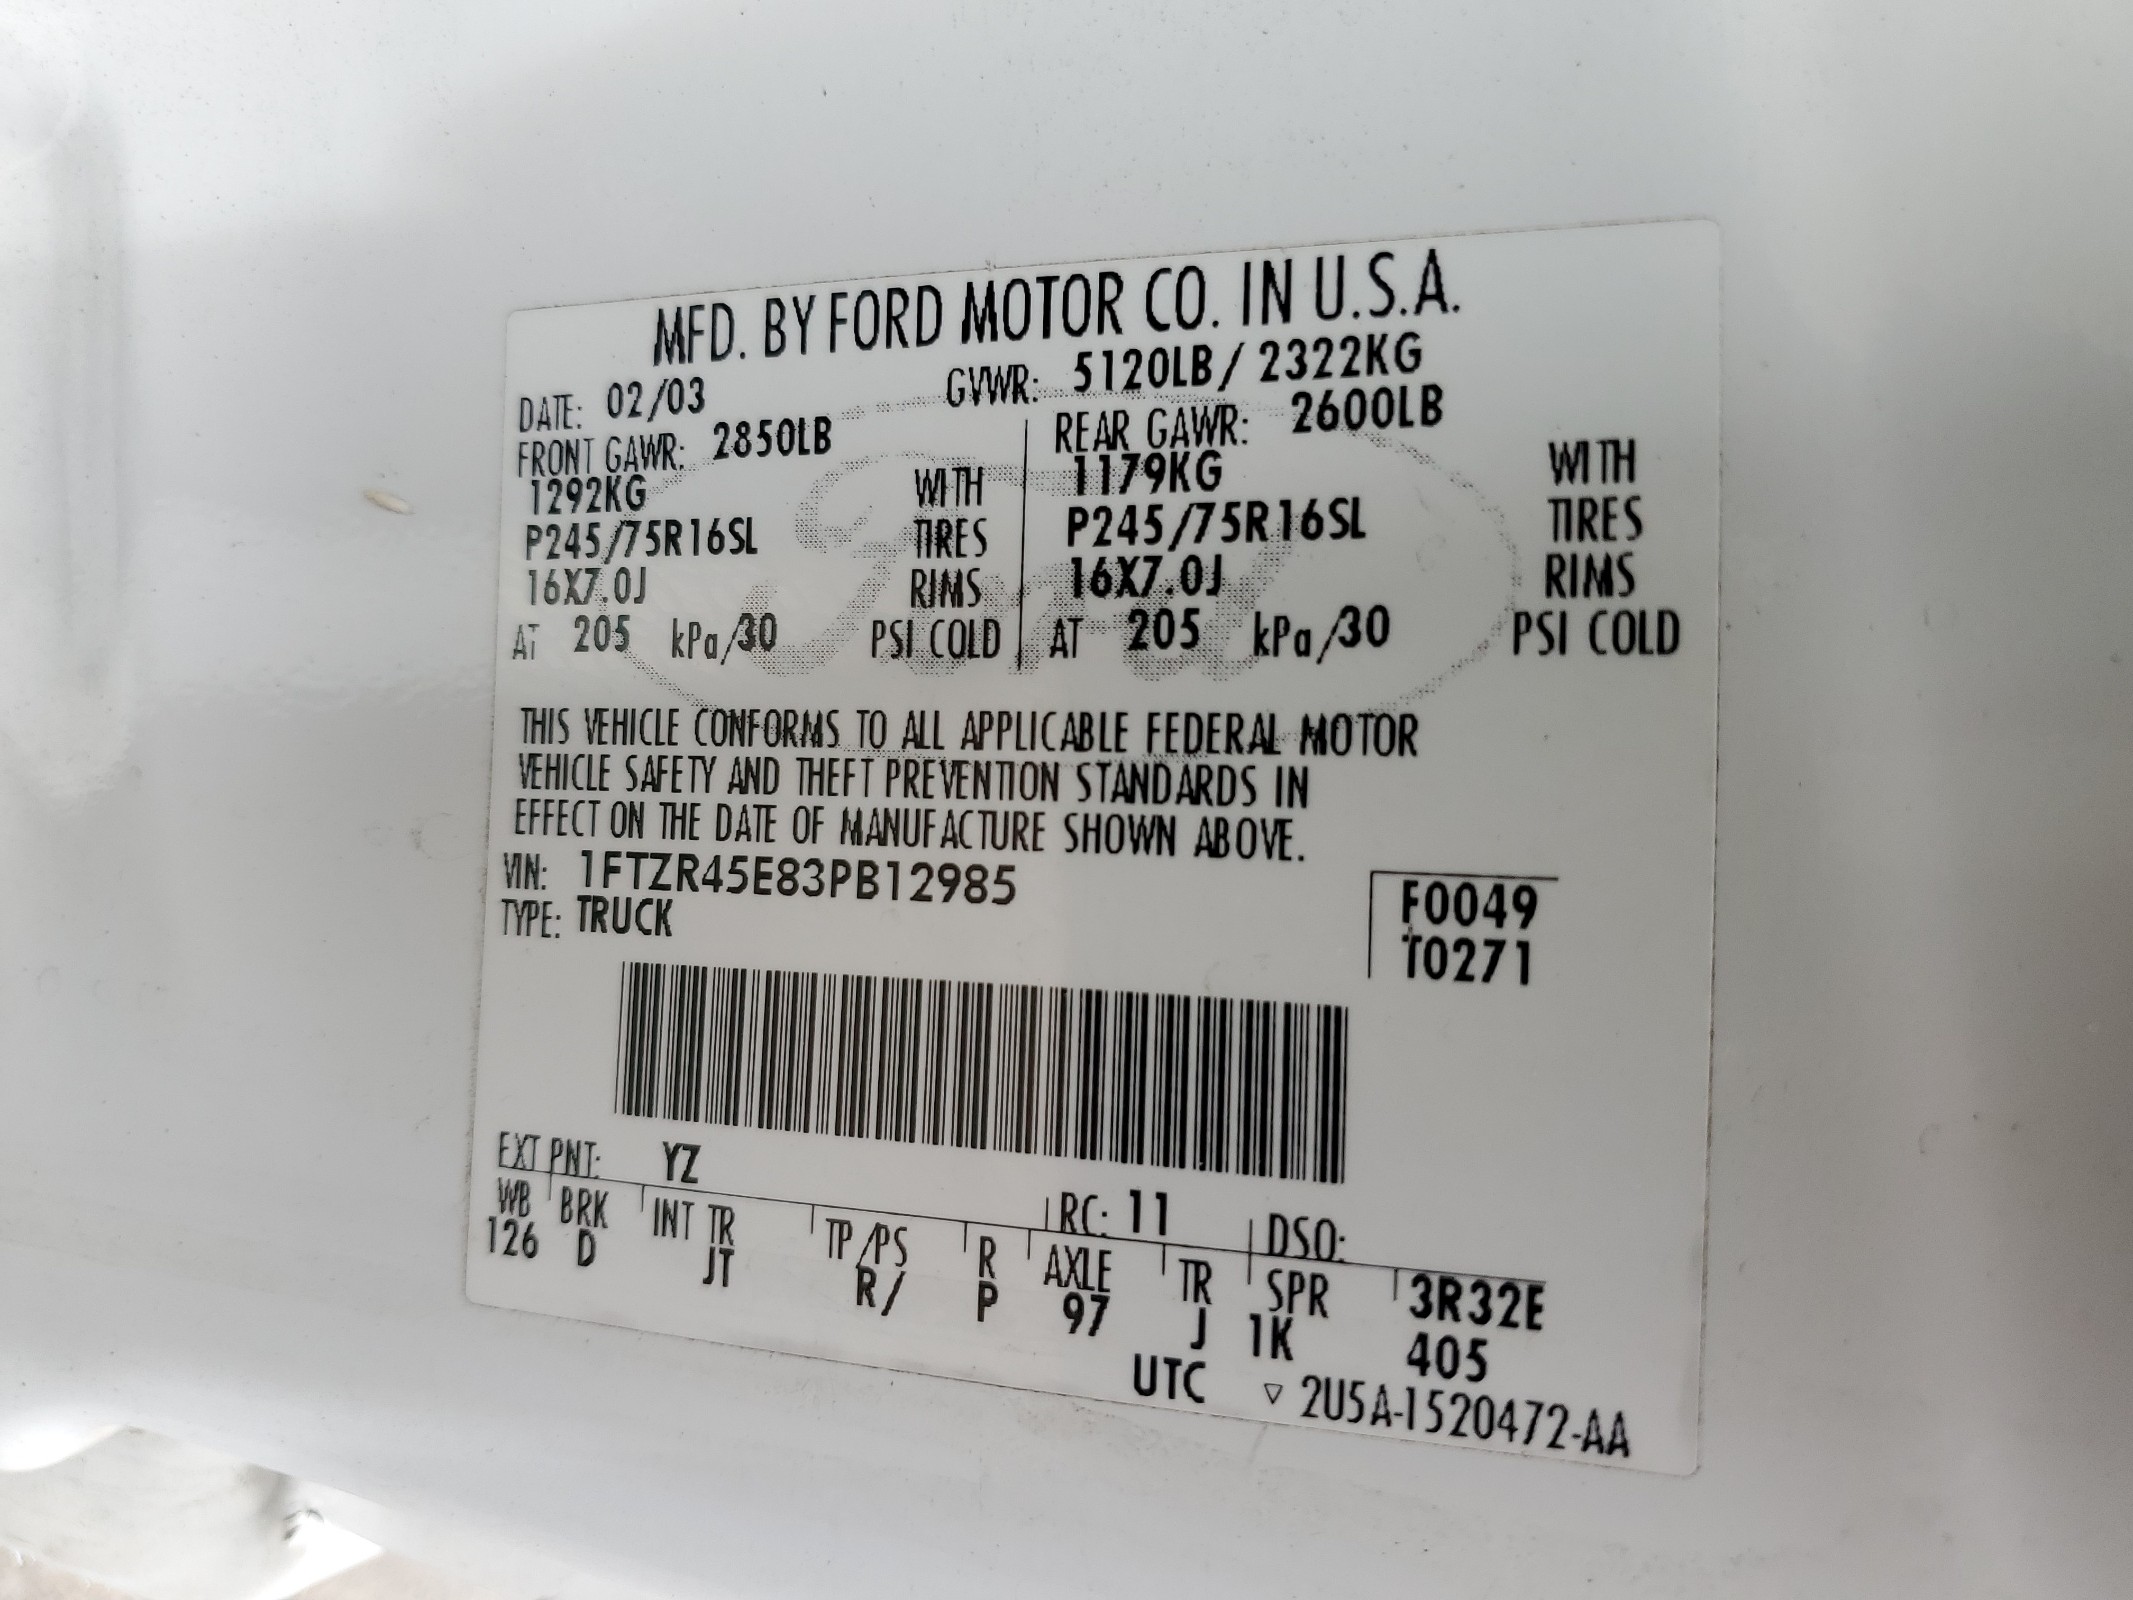 MFD. BY FORD MOTOR CO. IN U.S.A.
DATE: 02/03 GVWR: 5120LB/ 2322KG
FRONT GAWR: 2850LB REAR GAWR: 2600LB
1292KG WITH 1179KG WITH
P245/75R16SL TIRES P245/75R16SL TIRES
16X7.0J RIMS 16X7.0J RIMS
AT 205 kPa/30 PSI COLD AT 205 kPa/30 PSI COLD
THIS VEHICLE CONFORMS TO ALL APPLICABLE FEDERAL MOTOR
VEHICLE SAFETY AND THEFT PREVENTION STANDARDS IN
EFFECT ON THE DATE OF MANUFACTURE SHOWN ABOVE.
VIN: 1FTZR45E83PB12985
TYPE: TRUCK
F0049
T0271
EXT PNT: YZ RC: 11 DSO:
WB BRK INT TR TP/PS R AXLE TR SPR 3R32E
126 D JT R/ P 97 J 1K 405
UTC ▽ 2U5A-1520472-AA
Ford